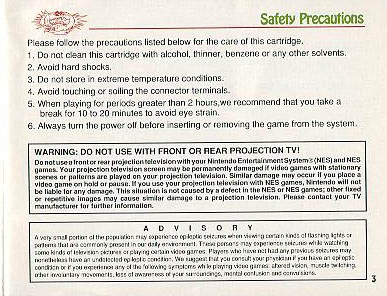 Safety Precautions
Please follow the precautions listed below for the care of this cartridge.
1. Do not clean this cartridge with alcohol, thinner, benzene or any other solvents.
2. Avoid hard shocks.
3. Do not store in extreme temperature conditions.
4. Avoid touching or soiling the connector terminals.
5. When playing for periods greater than 2 hours,we recommend that you take a
break for 10 to 20 minutes to avoid eye strain.
6. Always turn the power off before inserting or removing the game from the system.
WARNING: DO NOT USE WITH FRONT OR REAR PROJECTION TV!
Do not use a front or rear projection television with your Nintendo Entertainment System® (NES) and NES
games. Your projection television screen may be permanently damaged if video games with stationary
scenes or patterns are played on your projection television. Similar damage may occur if you place a
video game on hold or pause. If you use your projection television with NES games, Nintendo will not
be liable for any damage. This situation is not caused by a defect in the NES or NES games; other fixed
or repetitive images may cause similar damage to a projection television. Please contact your TV
manufacturer for further information.
A D V I S O R Y
A very small portion of the population may experience epileptic seizures when viewing certain kinds of flashing lights or
patterns that are commonly present in our daily environment. These persons may experience seizures while watching
some kinds of television pictures or playing certain video games. Players who have not had any previous seizures may
nonetheless have an undetected epileptic condition. We suggest that you consult your physician if you have an epileptic
condition or if you experience any of the following symptoms while playing video games: altered vision, muscle twitching,
other involuntary movements, loss of awareness of your surroundings, mental confusion and convulsions.
3